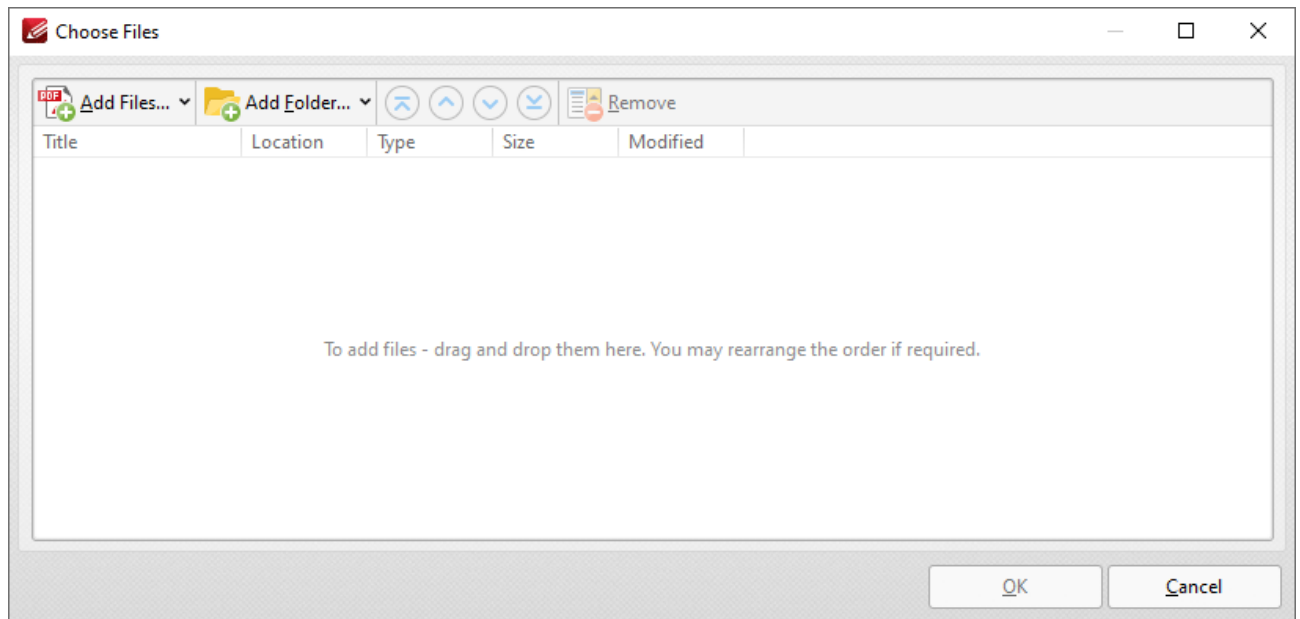 Choose Files
PDF Add Files... Add Folder... Remove
Title Location Type Size Modified
To add files - drag and drop them here. You may rearrange the order if required.
OK Cancel